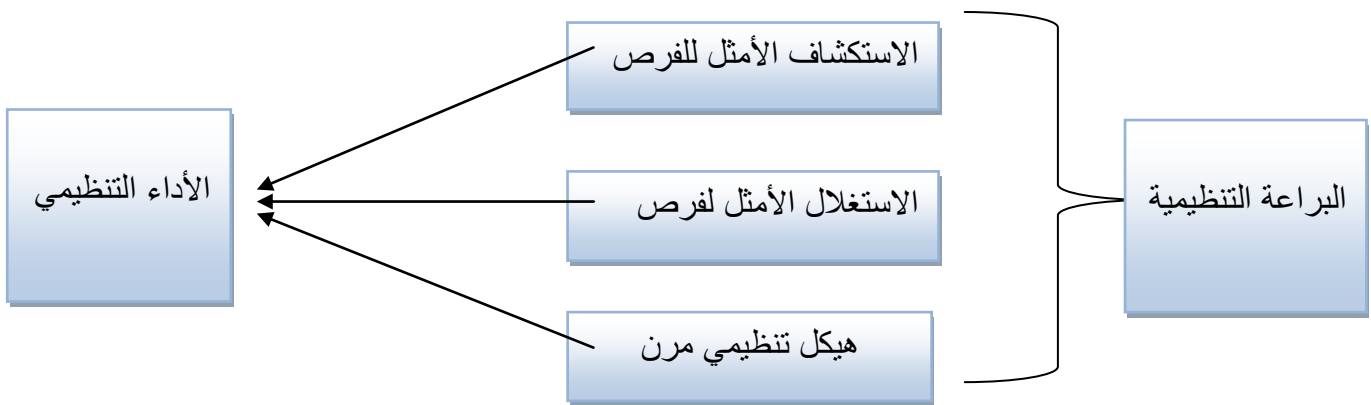 البراعة التنظيمية
الاستكشاف الأمثل للفرص
الاستغلال الأمثل لفرص
هيكل تنظيمي مرن
الأداء التنظيمي